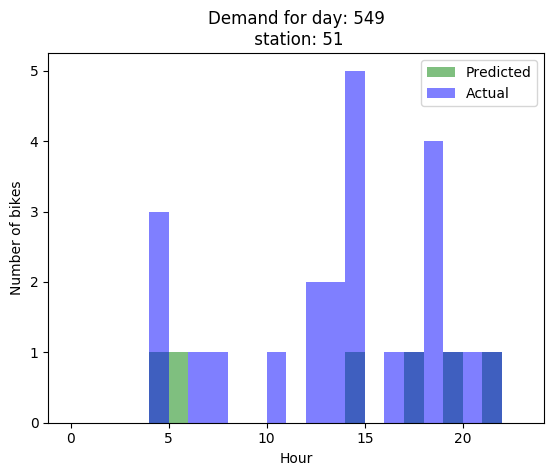 Demand for day: 549
station: 51
Predicted
Actual
Number of bikes
5
4
3
2
1
0
0
5
10
15
20
Hour